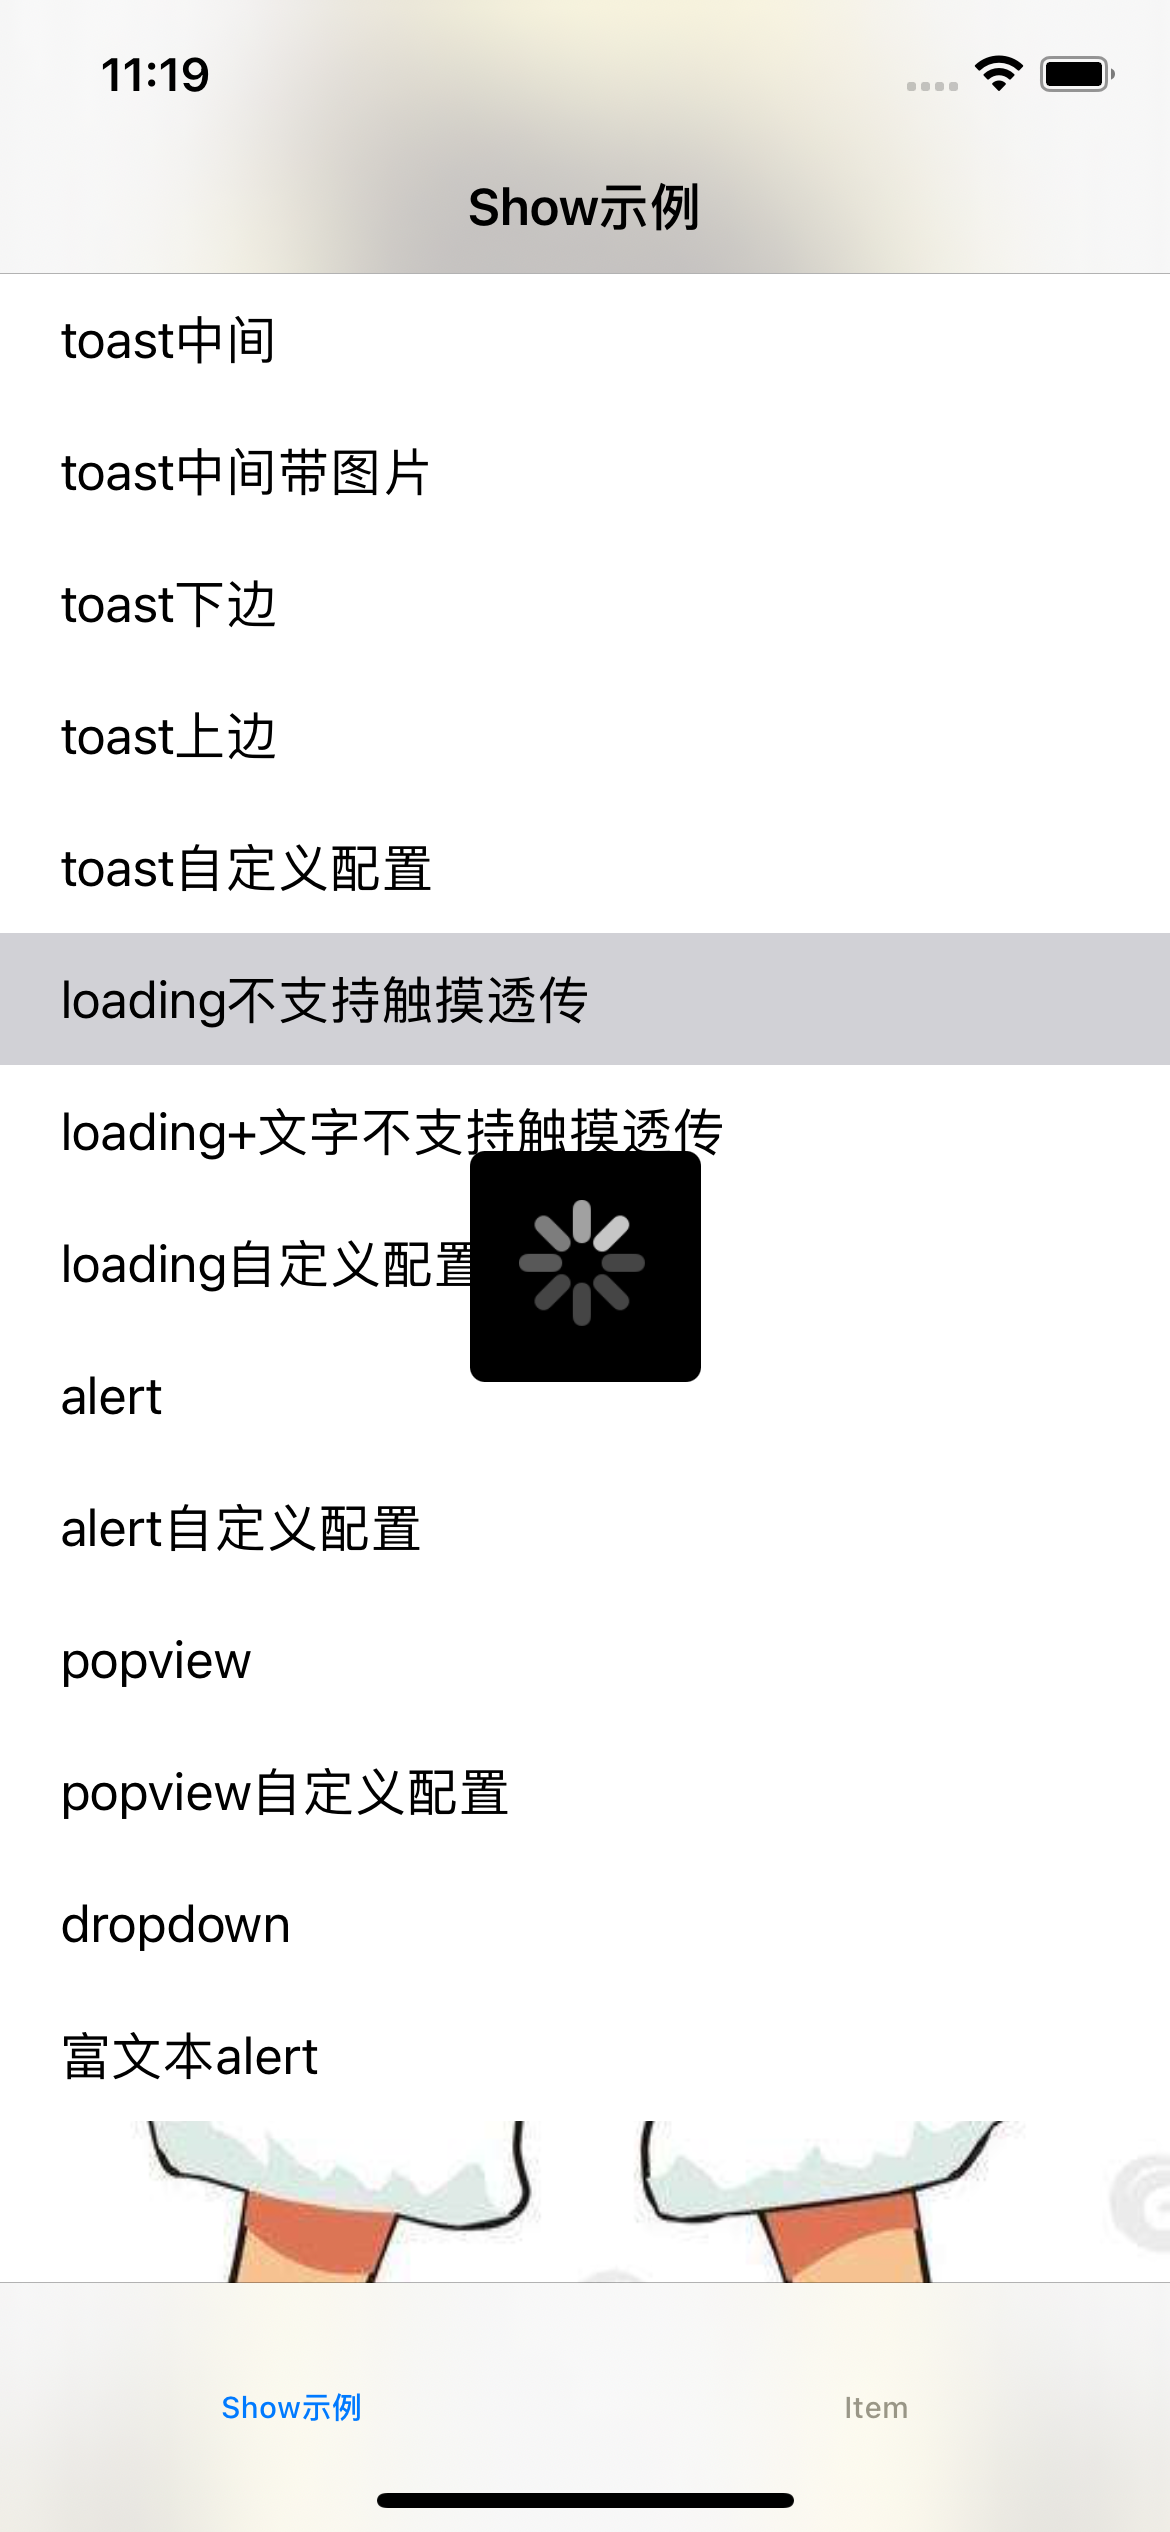 11:19
Show示例
toast中间
toast中间带图片
toast下边
toast上边
toast自定义配置
loading不支持触摸透传
loading+文字不支持触摸透传
loading自定义配置
alert
alert自定义配置
popview
popview自定义配置
dropdown
富文本alert
Show示例
Item